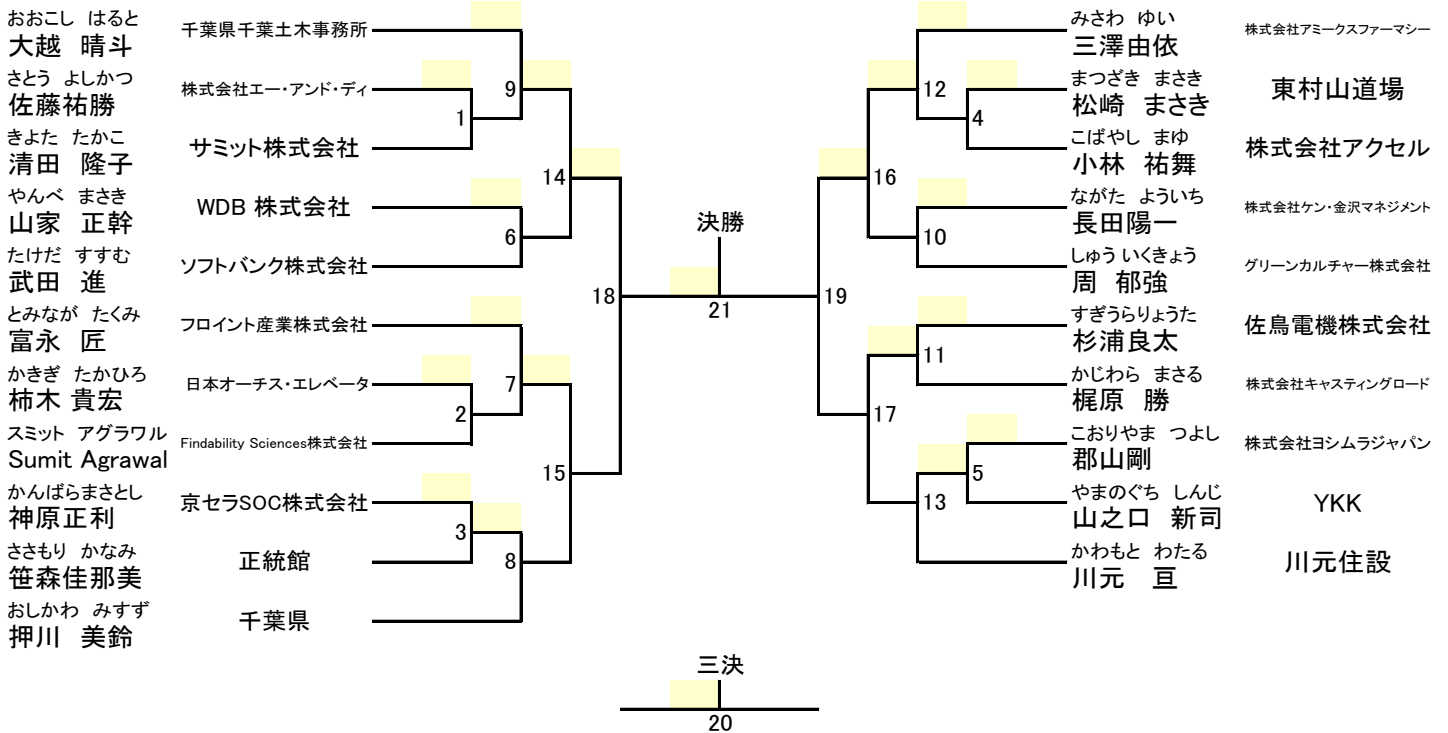 おおこし はると
大越 晴斗
千葉県千葉土木事務所
さとう よしかつ
佐藤祐勝
株式会社エー・アンド・ディ
きよた たかこ
清田 隆子
サミット株式会社
やんべ まさき
山家 正幹
WDB 株式会社
たけだ すすむ
武田 進
ソフトバンク株式会社
とみなが たくみ
富永 匠
フロイント産業株式会社
かきぎ たかひろ
柿木 貴宏
日本オーチス・エレベータ
スミット アグラワル
Sumit Agrawal
Findability Sciences株式会社
かんばらまさとし
神原正利
京セラSOC株式会社
ささもり かなみ
笹森佳那美
正統館
おしかわ みすず
押川 美鈴
千葉県
9
1
14
6
18
7
2
15
3
8
決勝
21
三決
20
12
4
16
10
19
11
17
5
13
みさわ ゆい
三澤由依
株式会社アミークスファーマシー
まつざき まさき
松崎 まさき
東村山道場
こばやし まゆ
小林 祐舞
株式会社アクセル
ながた よういち
長田陽一
株式会社ケン・金沢マネジメント
しゅう いくきょう
周 郁強
グリーンカルチャー株式会社
すぎうらりょうた
杉浦良太
佐鳥電機株式会社
かじわら まさる
梶原 勝
株式会社キャスティングロード
こおりやま つよし
郡山剛
株式会社ヨシムラジャパン
やまのぐち しんじ
山之口 新司
YKK
かわもと わたる
川元 亘
川元住設